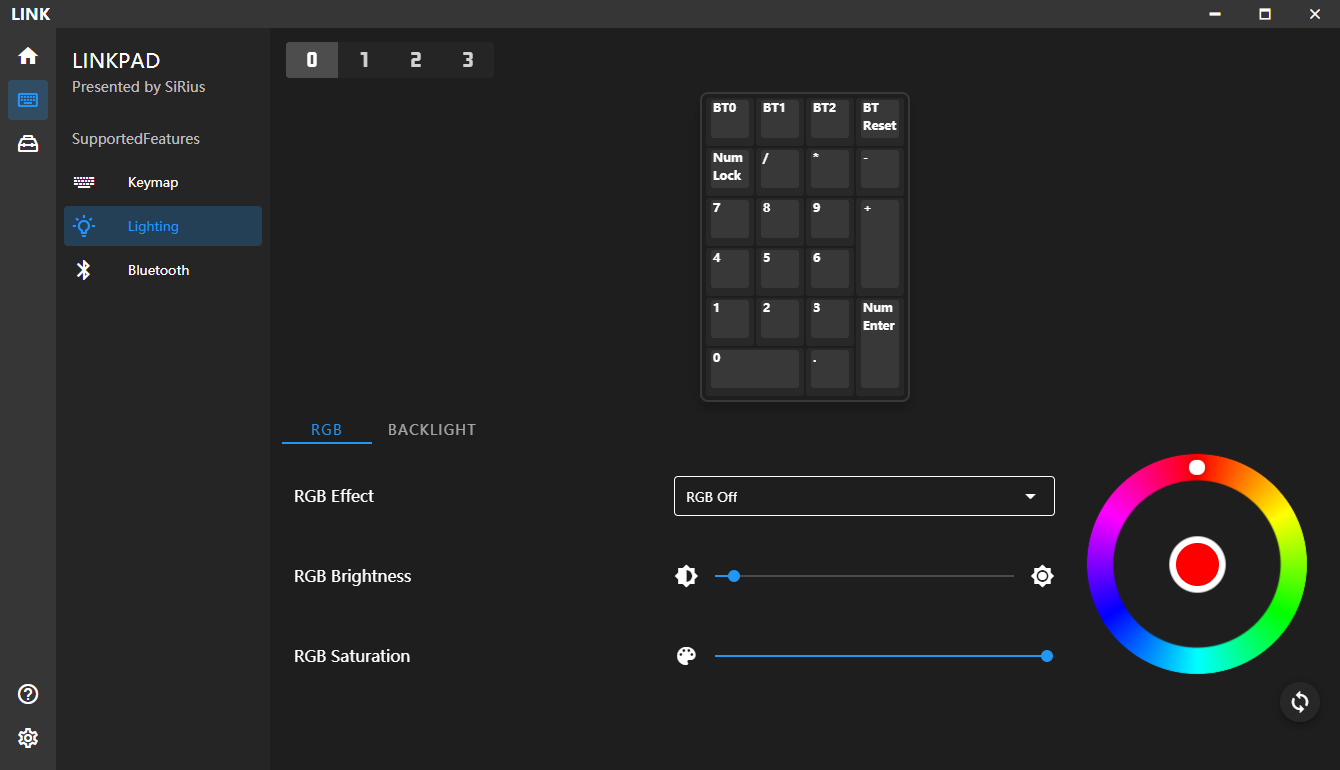 LINK
LINKPAD
Presented by SiRius
SupportedFeatures
Keymap
Lighting
Bluetooth
0 1 2 3
BT0 BT1 BT2 BT
Reset
Num
Lock
/ * -
7 8 9 +
4 5 6
1 2 3 Num
Enter
0 .
RGB BACKLIGHT
RGB Effect
RGB Off
RGB Brightness
RGB Saturation